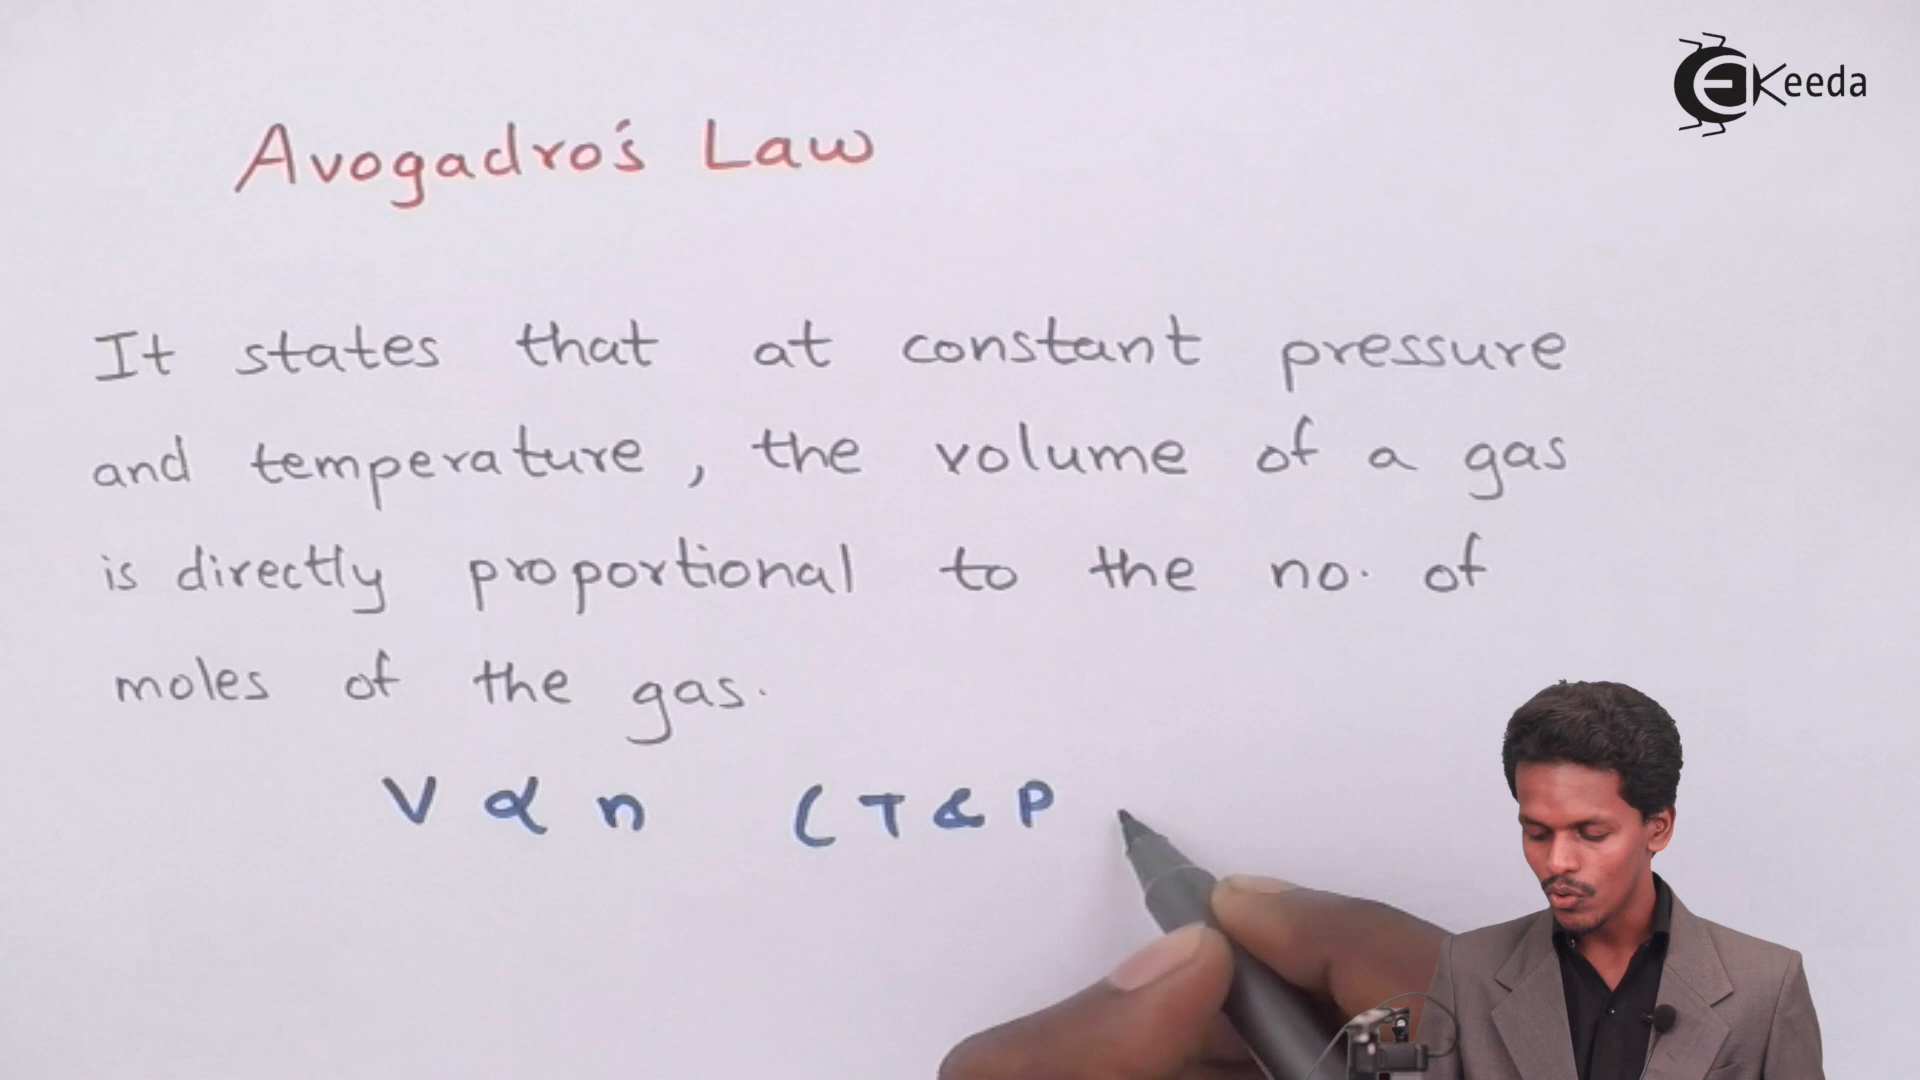 EKeeda
Avogadro's Law
It states that at constant pressure
and temperature, the volume of a gas
is directly proportional to the no. of
moles of the gas.
V ∝ n (T & P